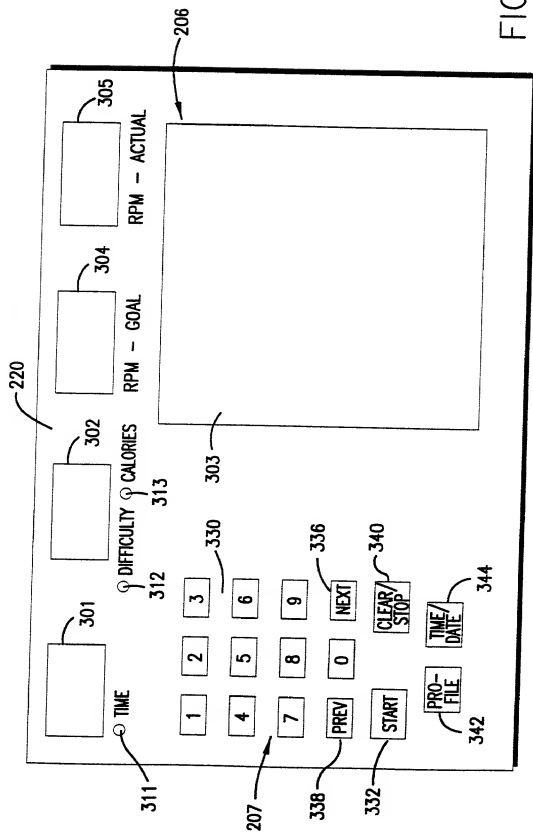 220
301
302
304
305
TIME
DIFFICULTY
CALORIES
RPM – GOAL
RPM – ACTUAL
311
312
313
206
1 2 3
330
4 5 6
303
207
7 8 9
338
PREV 0 NEXT
336
332
START
CLEAR/
STOP
340
342
PRO-
FILE
TIME/
DATE
344
FIG